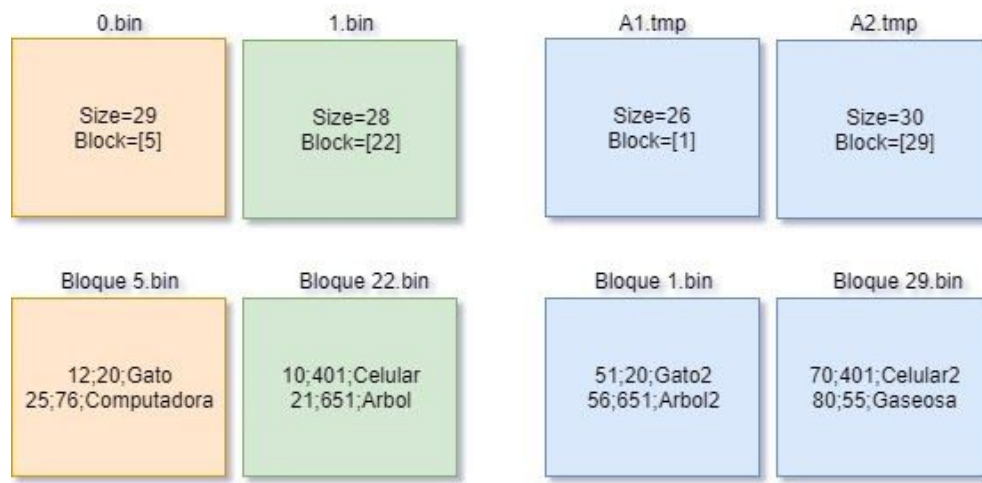 0.bin
1.bin
A1.tmp
A2.tmp
Size=29
Block=[5]
Size=28
Block=[22]
Size=26
Block=[1]
Size=30
Block=[29]
Bloque 5.bin
Bloque 22.bin
Bloque 1.bin
Bloque 29.bin
12;20;Gato
25;76;Computadora
10;401;Celular
21;651;Arbol
51;20;Gato2
56;651;Arbol2
70;401;Celular2
80;55;Gaseosa